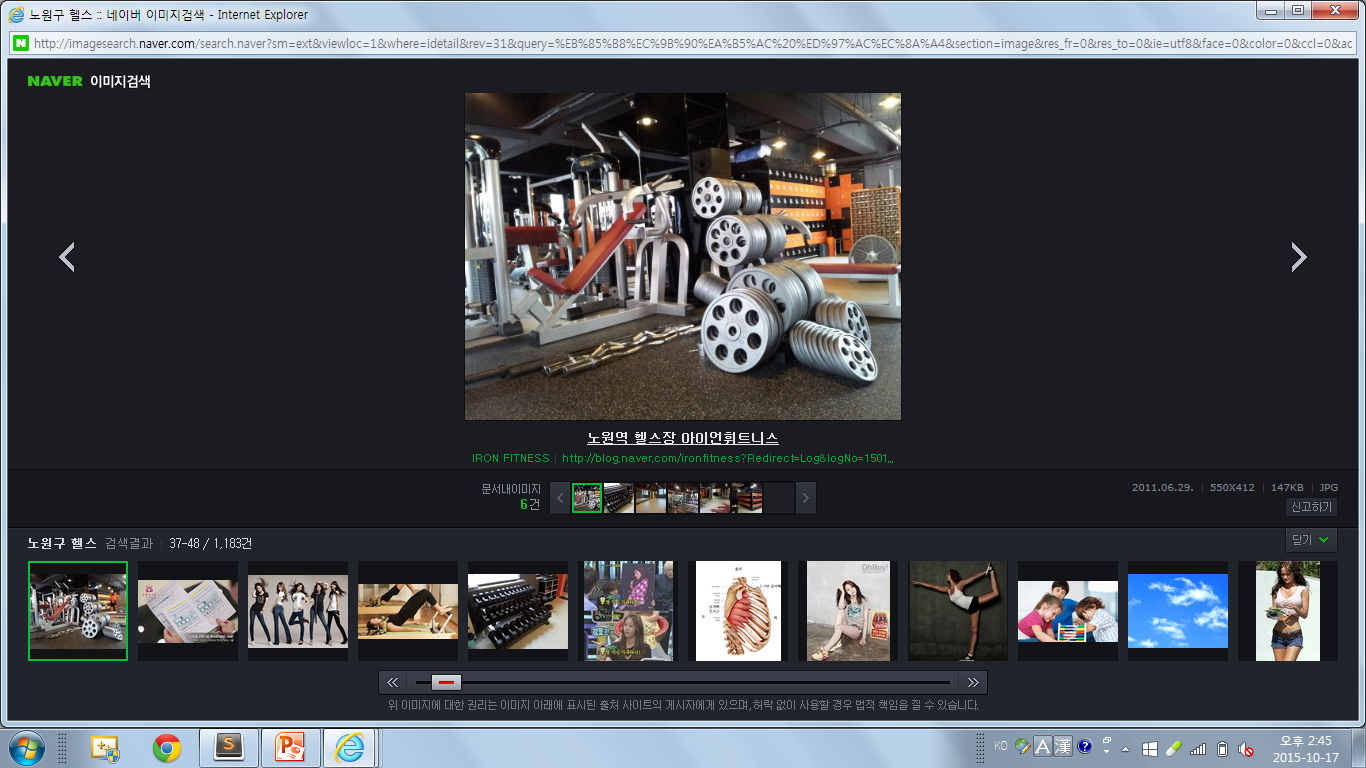 노원구 헬스 :: 네이버 이미지검색 - Internet Explorer
http://imagesearch.naver.com/search.naver?sm=ext&viewloc=1&where=idetail&rev=31&query=%EB%85%B8%EC%9B%90%EA%B5%AC%20%ED%97%AC%EC%8A%A4&section=image&res_fr=0&res_to=0&ie=utf8&face=0&color=0&ccl=0&ac
NAVER 이미지검색
노원역 헬스장 아이언휘트니스
IRON FITNESS | http://blog.naver.com/ironfitness?Redirect=Log&logNo=1501...
문서내이미지
6건
2011.06.29. | 550X412 | 147KB | JPG
신고하기
노원구 헬스 검색결과 | 37-48 / 1,183건
닫기
OhBoy!
위 이미지에 대한 권리는 이미지 아래에 표시된 출처 사이트의 게시자에게 있으며, 허락 없이 사용할 경우 법적 책임을 질 수 있습니다.
KO A 漢
오후 2:45
2015-10-17